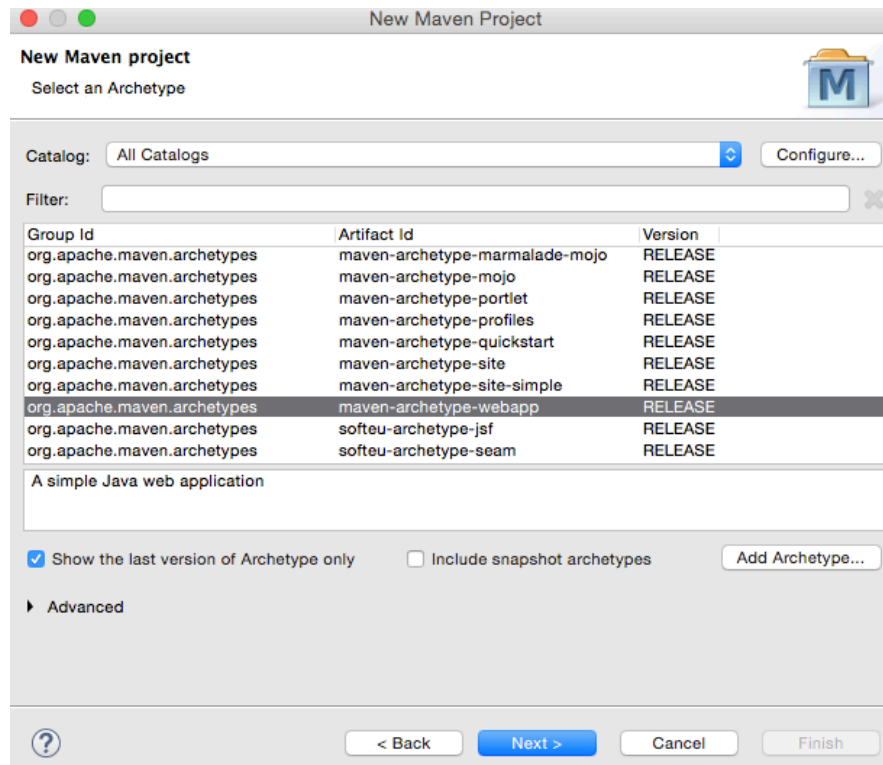 New Maven Project
New Maven project
Select an Archetype
M
Catalog: All Catalogs Configure...
Filter:
Group Id Artifact Id Version
org.apache.maven.archetypes maven-archetype-marmalade-mojo RELEASE
org.apache.maven.archetypes maven-archetype-mojo RELEASE
org.apache.maven.archetypes maven-archetype-portlet RELEASE
org.apache.maven.archetypes maven-archetype-profiles RELEASE
org.apache.maven.archetypes maven-archetype-quickstart RELEASE
org.apache.maven.archetypes maven-archetype-site RELEASE
org.apache.maven.archetypes maven-archetype-site-simple RELEASE
org.apache.maven.archetypes maven-archetype-webapp RELEASE
org.apache.maven.archetypes softeu-archetype-jsf RELEASE
org.apache.maven.archetypes softeu-archetype-seam RELEASE
A simple Java web application
Show the last version of Archetype only Include snapshot archetypes Add Archetype...
Advanced
? < Back Next > Cancel Finish